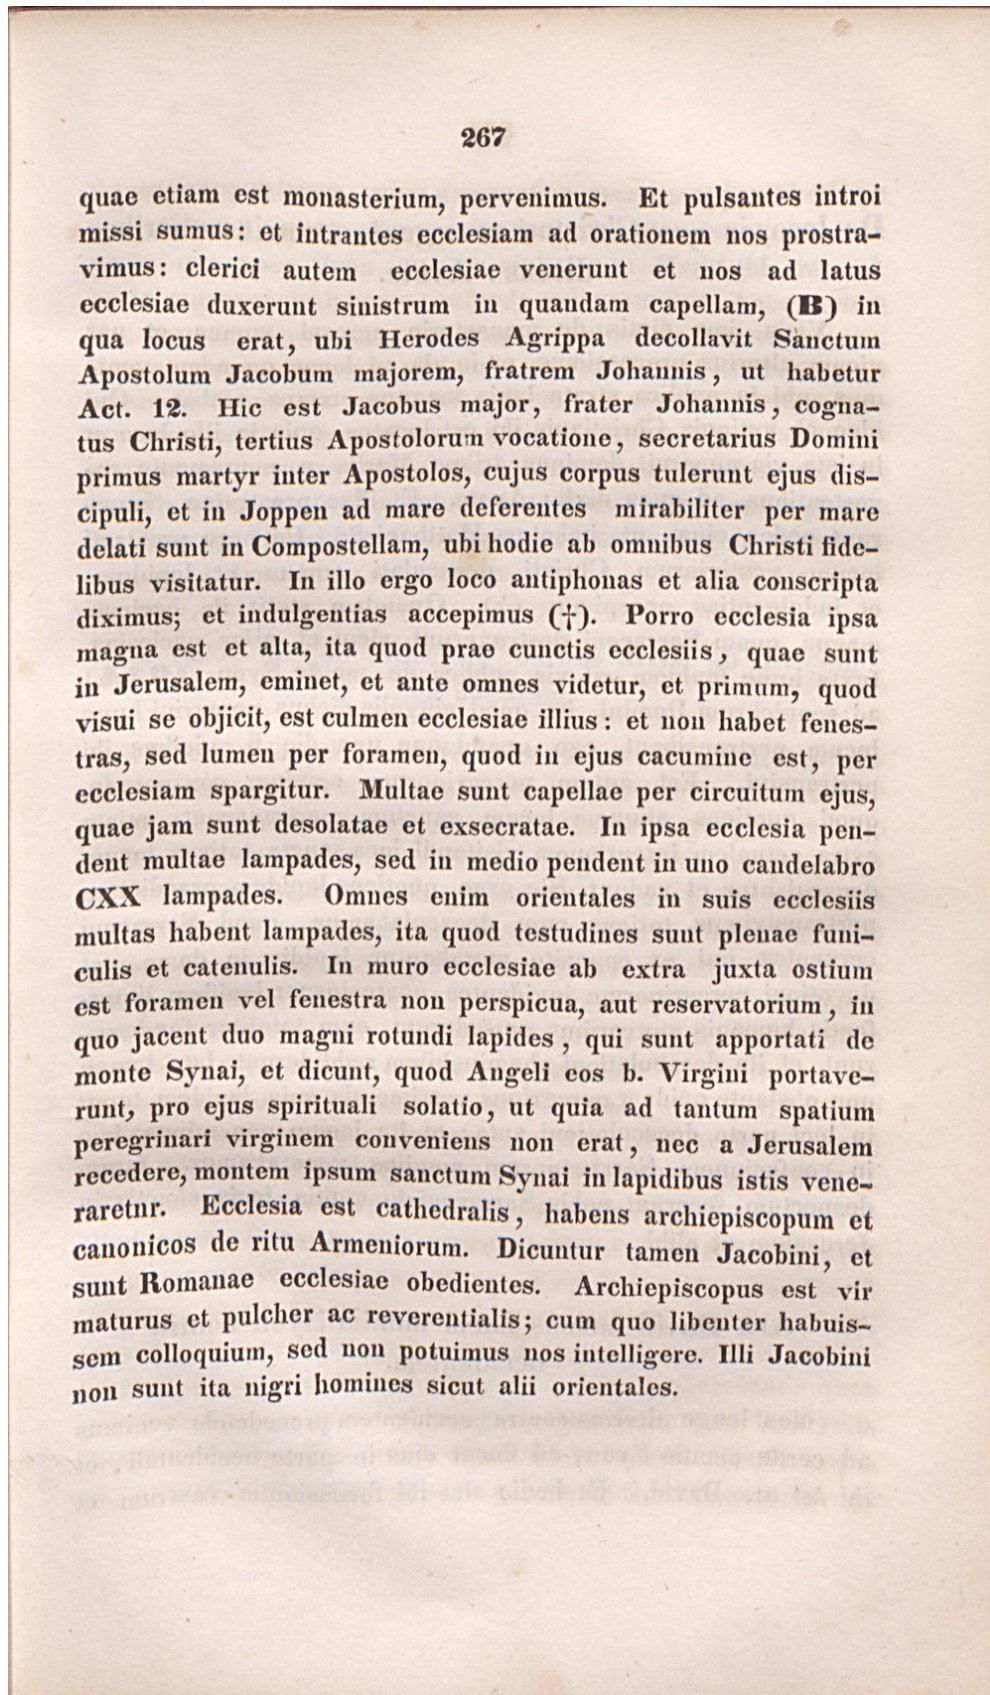 267
quae etiam est monasterium, pervenimus. Et pulsantes introi
missi sumus: et intrantes ecclesiam ad orationem nos prostra-
vimus: clerici autem ecclesiae venerunt et nos ad latus
ecclesiae duxerunt sinistrum in quandam capellam, (B) in
qua locus erat, ubi Herodes Agrippa decollavit Sanctum
Apostolum Jacobum majorem, fratrem Johannis, ut habetur
Act. 12. Hic est Jacobus major, frater Johannis, cogna-
tus Christi, tertius Apostolorum vocatione, secretarius Domini
primus martyr inter Apostolos, cujus corpus tulerunt ejus dis-
cipuli, et in Joppen ad mare deferentes mirabiliter per mare
delati sunt in Compostellam, ubi hodie ab omnibus Christi fide-
libus visitatur. In illo ergo loco antiphonas et alia conscripta
diximus; et indulgentias accepimus (†). Porro ecclesia ipsa
magna est et alta, ita quod prae cunctis ecclesiis, quae sunt
in Jerusalem, eminet, et ante omnes videtur, et primum, quod
visui se objicit, est culmen ecclesiae illius: et non habet fenes-
tras, sed lumen per foramen, quod in ejus cacumine est, per
ecclesiam spargitur. Multae sunt capellae per circuitum ejus,
quae jam sunt desolatae et exsecratae. In ipsa ecclesia pen-
dent multae lampades, sed in medio pendent in uno candelabro
CXX lampades. Omnes enim orientales in suis ecclesiis
multas habent lampades, ita quod testudines sunt plenae funi-
culis et catenulis. In muro ecclesiae ab extra juxta ostium
est foramen vel fenestra non perspicua, aut reservatorium, in
quo jacent duo magni rotundi lapides, qui sunt apportati de
monte Synai, et dicunt, quod Angeli eos b. Virgini portave-
runt, pro ejus spirituali solatio, ut quia ad tantum spatium
peregrinari virginem conveniens non erat, nec a Jerusalem
recedere, montem ipsum sanctum Synai in lapidibus istis vene-
raretnr. Ecclesia est cathedralis, habens archiepiscopum et
canonicos de ritu Armeniorum. Dicuntur tamen Jacobini, et
sunt Romanae ecclesiae obedientes. Archiepiscopus est vir
maturus et pulcher ac reverentialis; cum quo libenter habuis-
sem colloquium, sed non potuimus nos intelligere. Illi Jacobini
non sunt ita nigri homines sicut alii orientales.